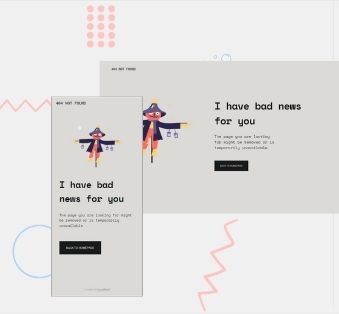 404 NOT FOUND
I have bad news
for you
The page you are looking
for might be removed or is
temporarily unavailable
BACK TO HOMEPAGE
404 NOT FOUND
I have bad
news for you
The page you are looking for might
be removed or is temporarily
unavailable
BACK TO HOMEPAGE